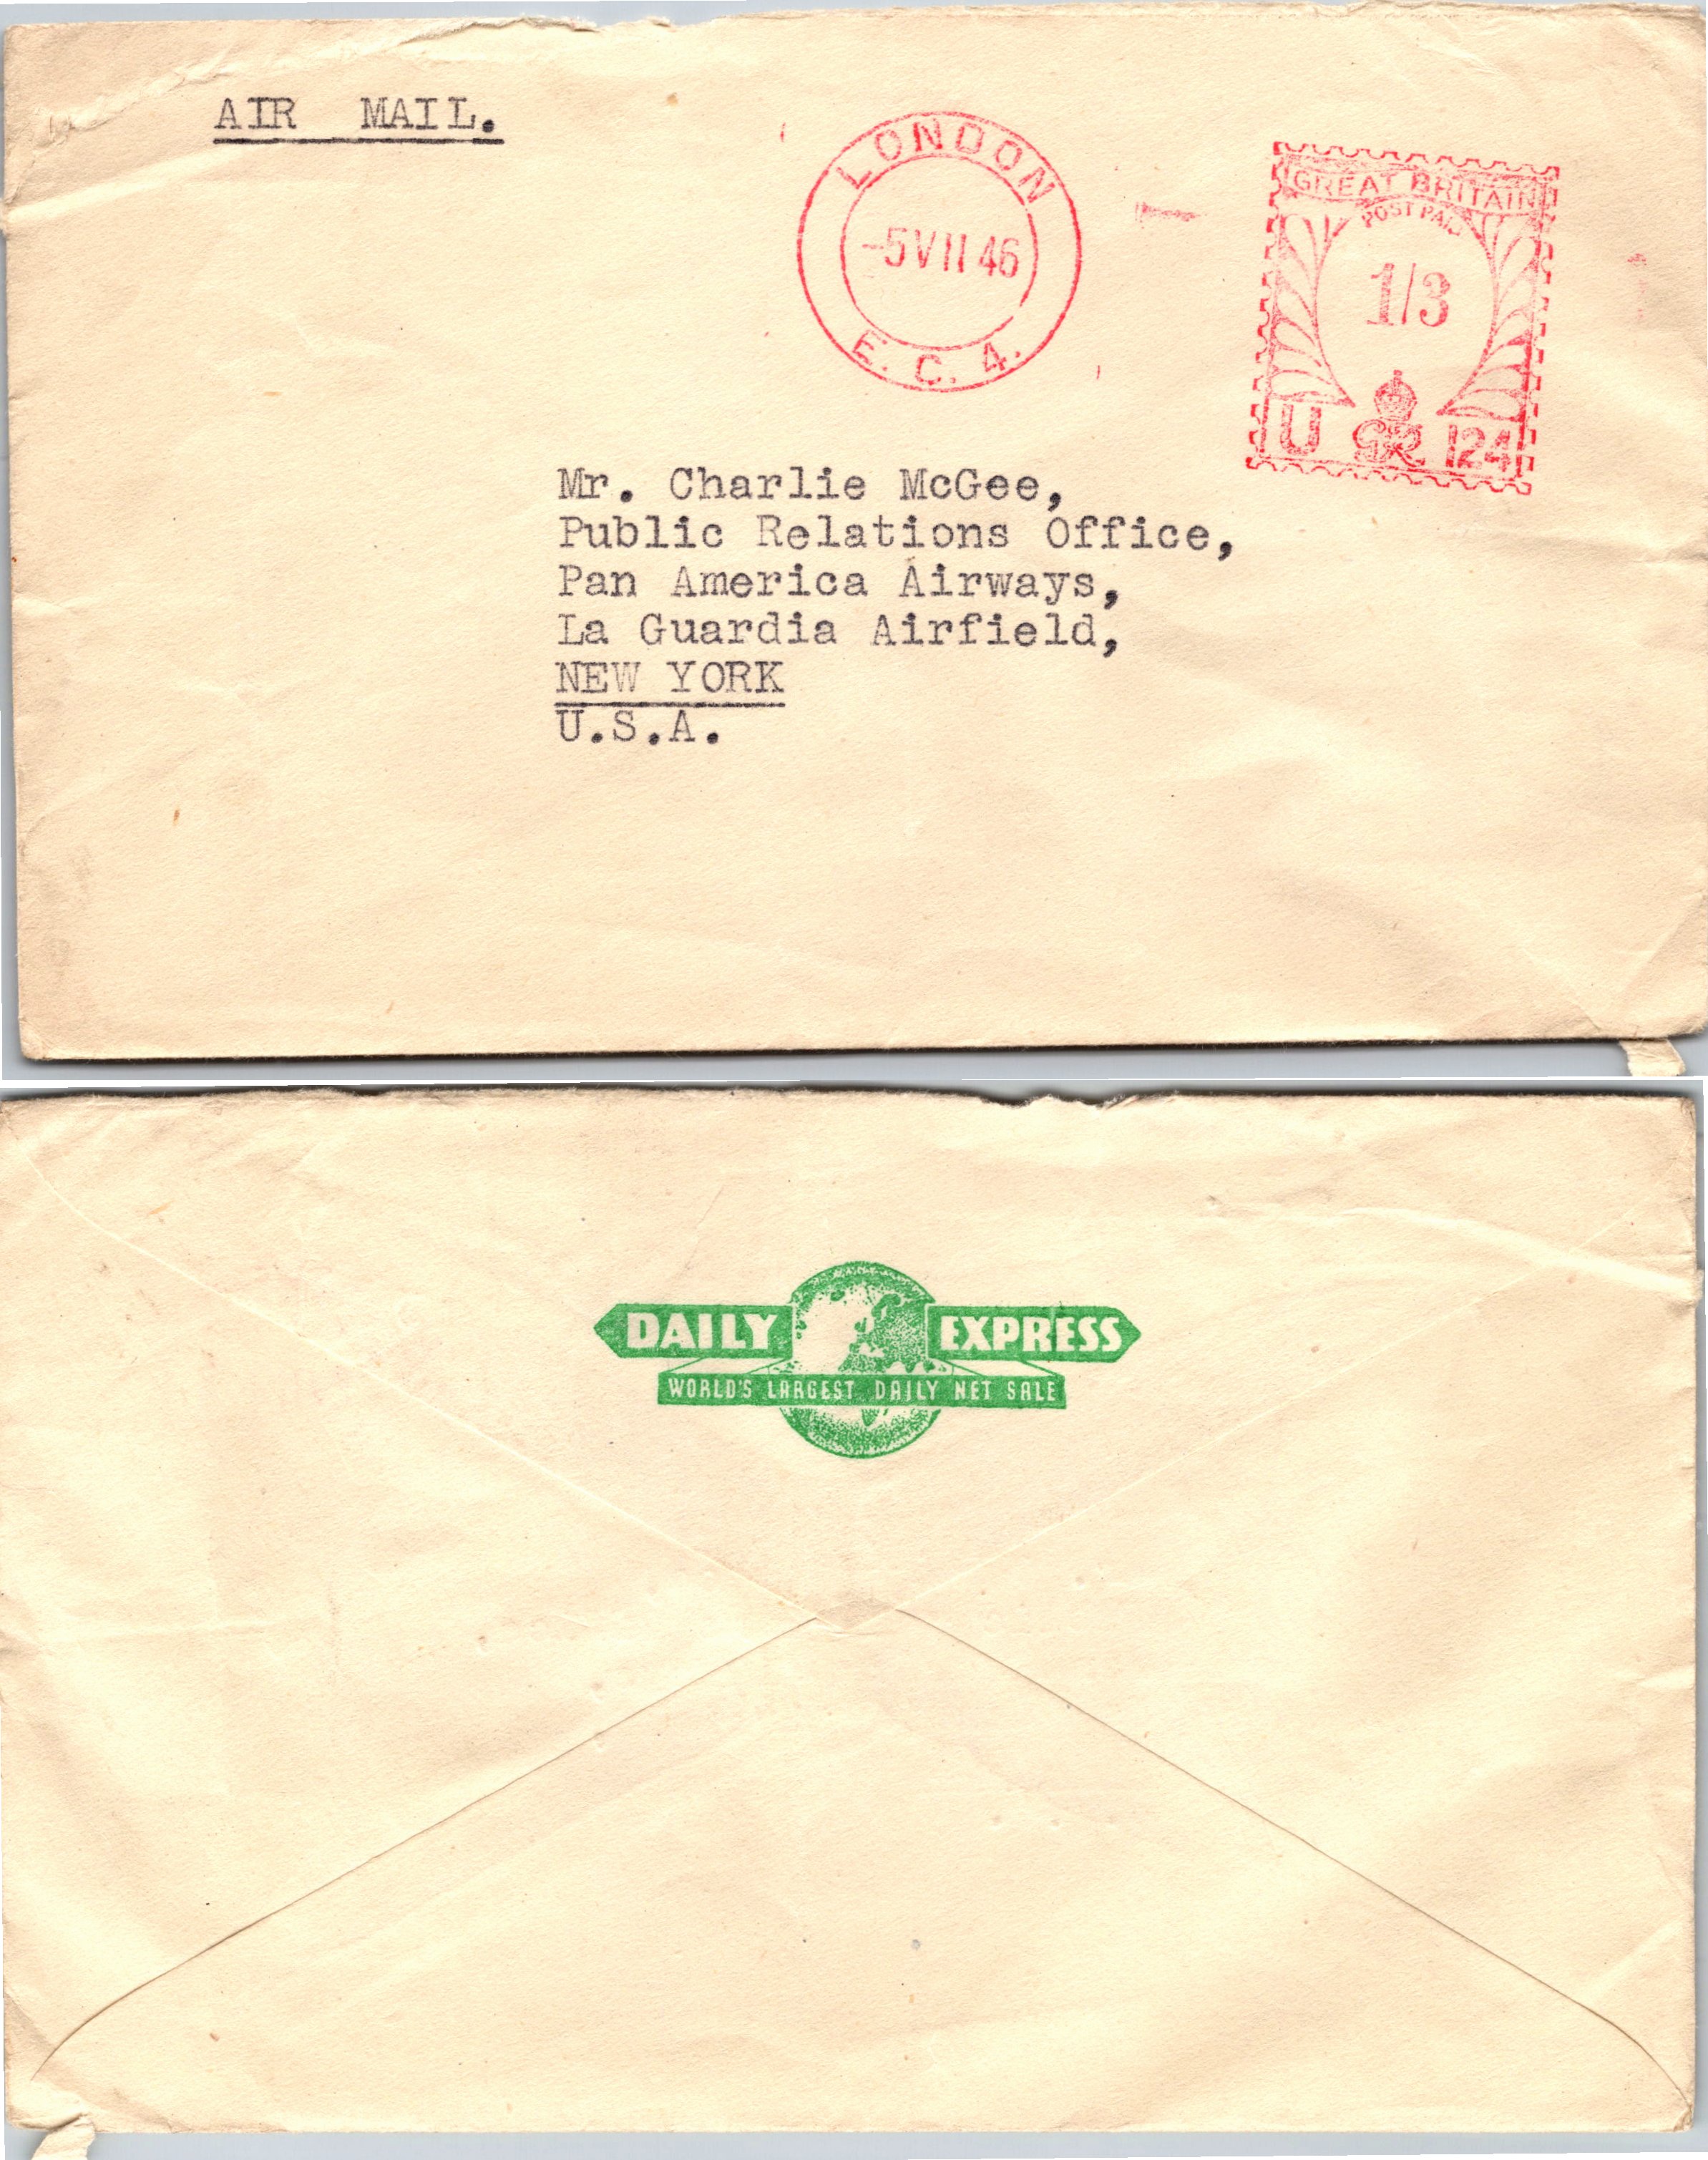 AIR MAIL.
LONDON
-5 VII 46
E.C.4.
GREAT BRITAIN
POST PAID
1/3
U GR 124
Mr. Charlie McGee,
Public Relations Office,
Pan America Airways,
La Guardia Airfield,
NEW YORK
U.S.A.
DAILY EXPRESS
WORLD'S LARGEST DAILY NET SALE